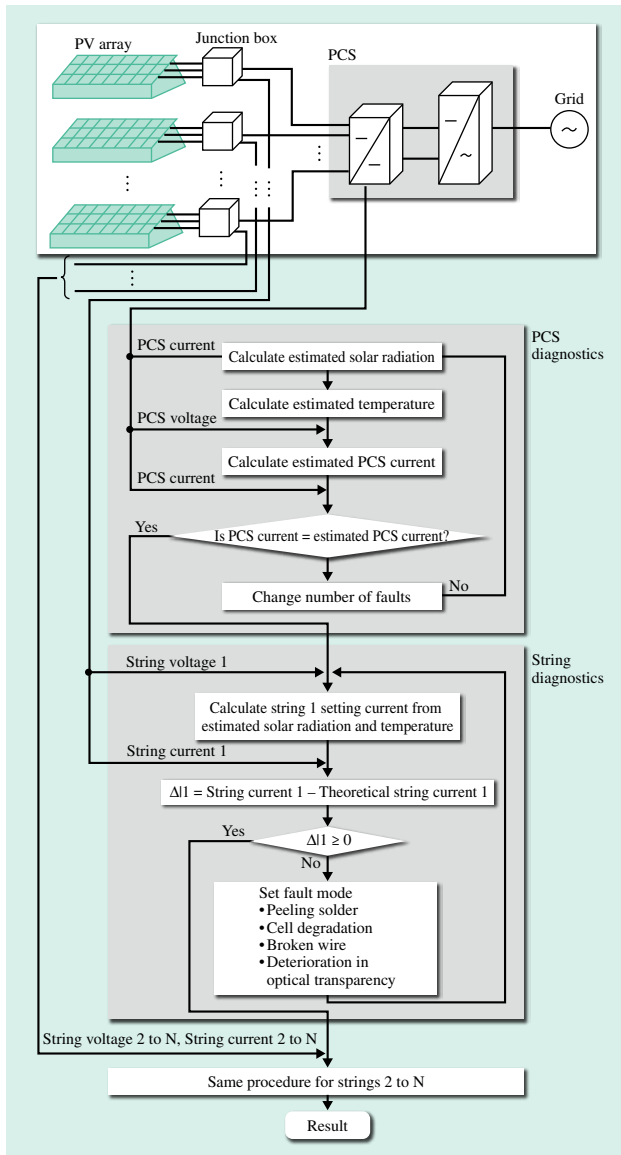 PV array
Junction box
PCS
Grid
PCS
diagnostics
PCS current
Calculate estimated solar radiation
Calculate estimated temperature
PCS voltage
Calculate estimated PCS current
PCS current
Yes
Is PCS current = estimated PCS current?
No
Change number of faults
String
diagnostics
String voltage 1
Calculate string 1 setting current from
estimated solar radiation and temperature
String current 1
Δ|1 = String current 1 – Theoretical string current 1
Yes
Δ|1 ≥ 0
No
Set fault mode
•Peeling solder
•Cell degradation
•Broken wire
•Deterioration in
optical transparency
String voltage 2 to N, String current 2 to N
Same procedure for strings 2 to N
Result